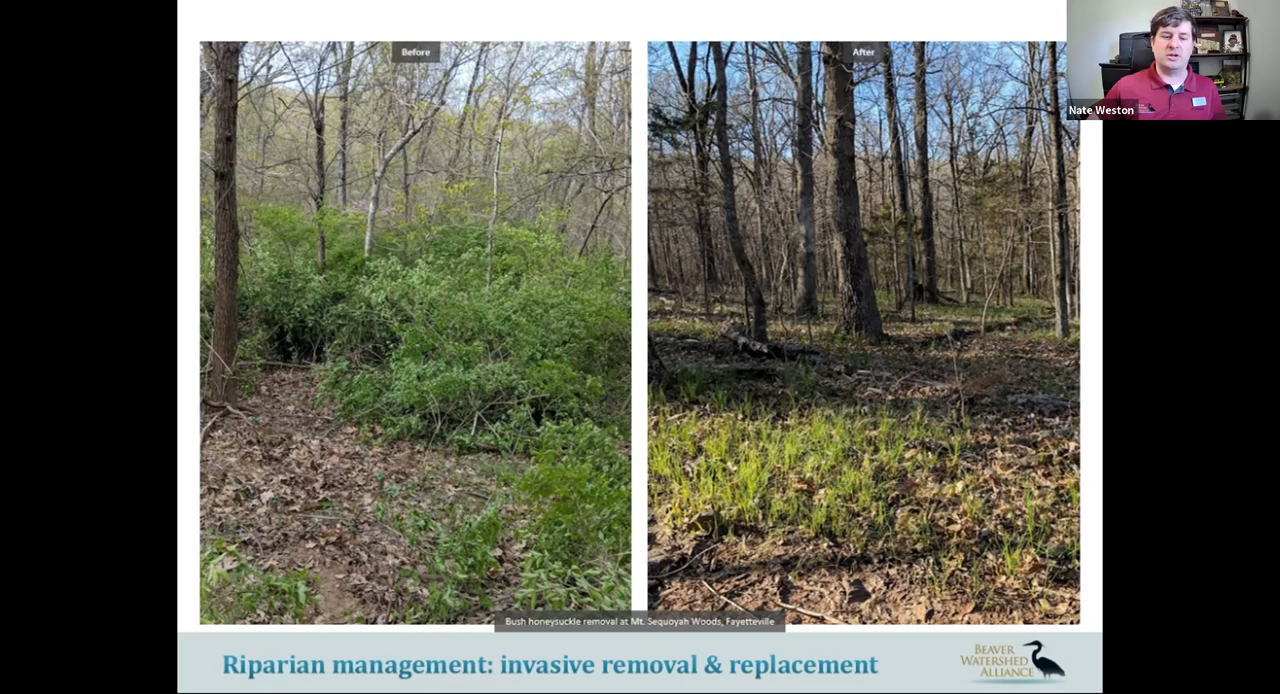 Before
After
Nate Weston
Bush honeysuckle removal at Mt. Sequoyah Woods, Fayetteville
Riparian management: invasive removal & replacement
BEAVER
WATERSHED
ALLIANCE